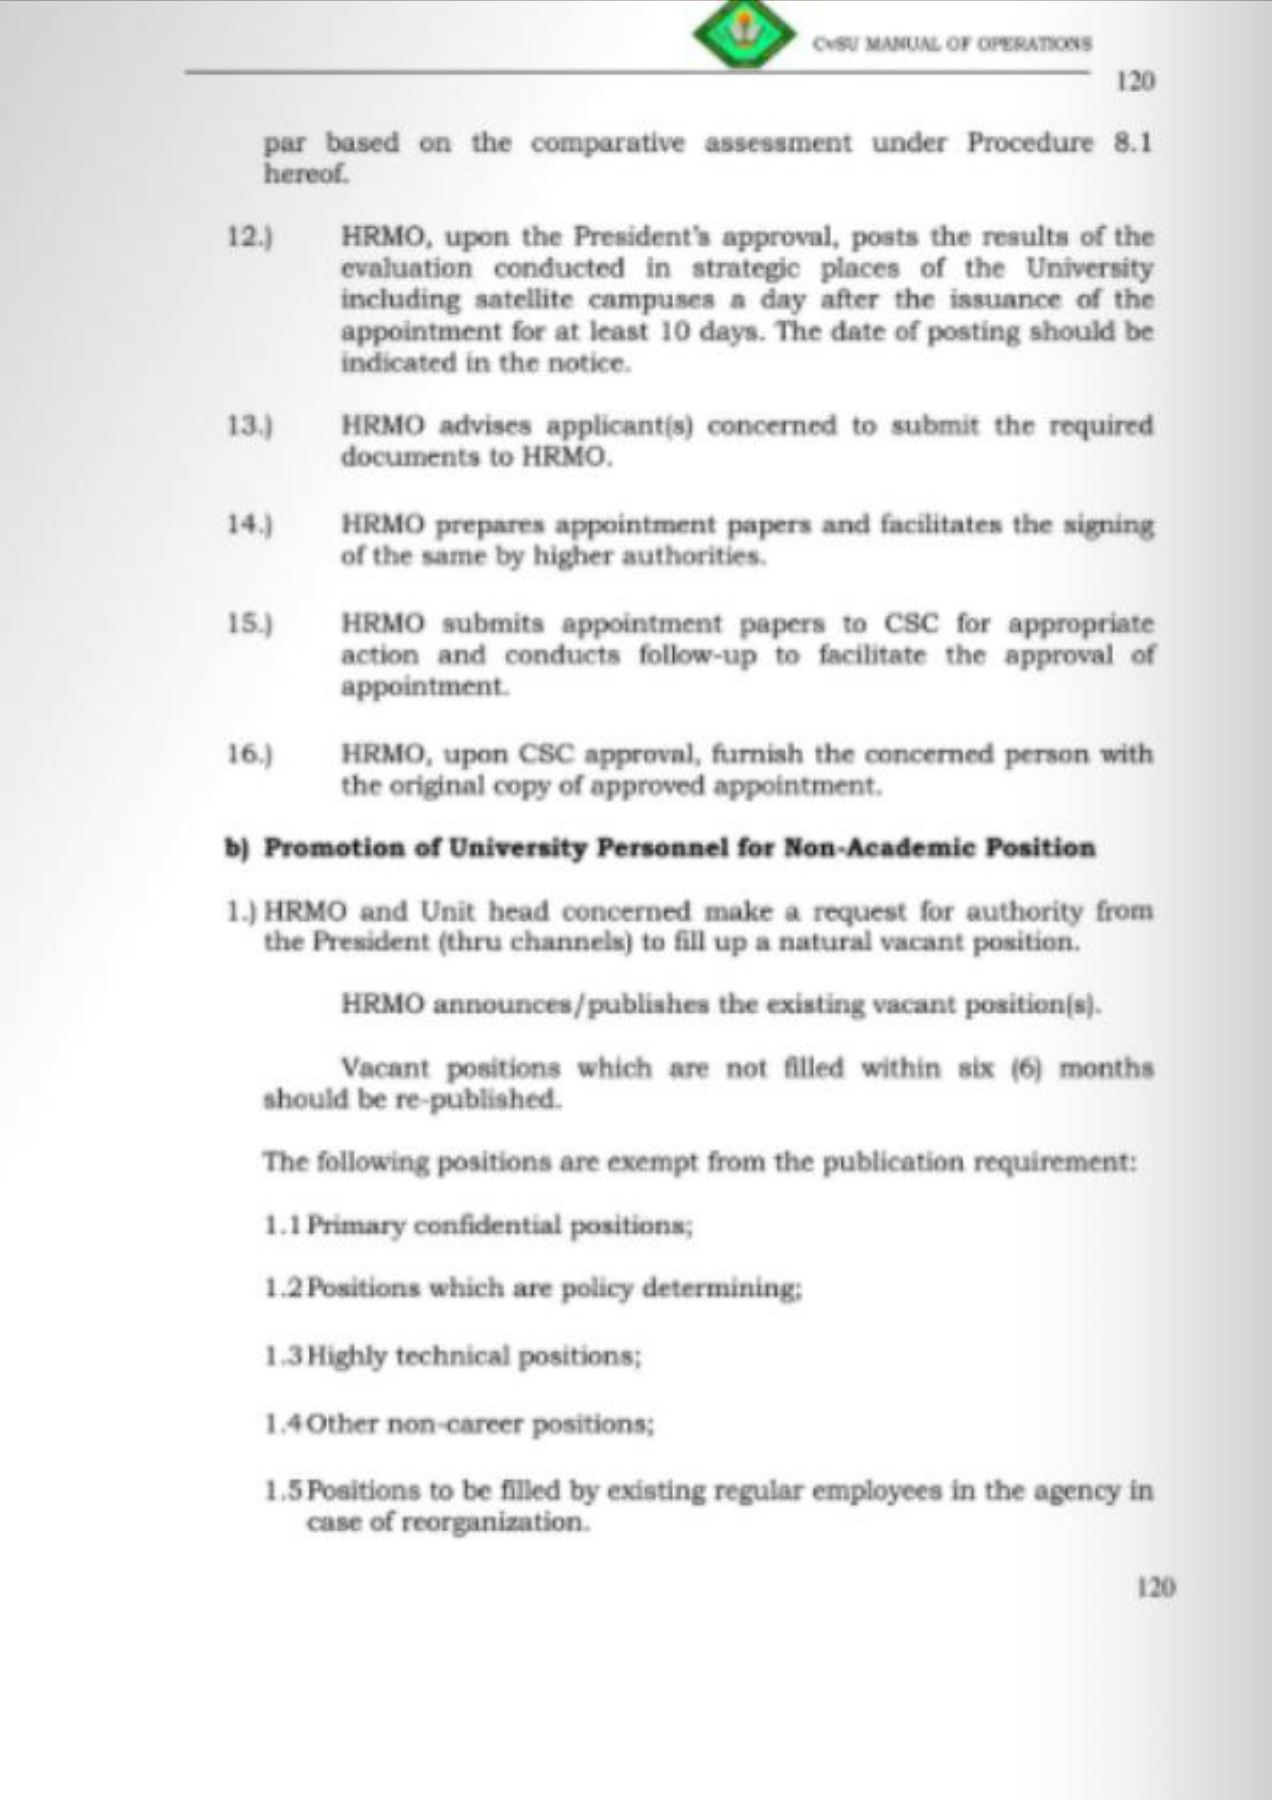 CvSU MANUAL OF OPERATIONS
120
par based on the comparative assessment under Procedure 8.1
hereof.
12.) HRMO, upon the President's approval, posts the results of the
evaluation conducted in strategic places of the University
including satellite campuses a day after the issuance of the
appointment for at least 10 days. The date of posting should be
indicated in the notice.
13.) HRMO advises applicant(s) concerned to submit the required
documents to HRMO.
14.) HRMO prepares appointment papers and facilitates the signing
of the same by higher authorities.
15.) HRMO submits appointment papers to CSC for appropriate
action and conducts follow-up to facilitate the approval of
appointment.
16.) HRMO, upon CSC approval, furnish the concerned person with
the original copy of approved appointment.
b) Promotion of University Personnel for Non-Academic Position
1.) HRMO and Unit head concerned make a request for authority from
the President (thru channels) to fill up a natural vacant position.
HRMO announces/publishes the existing vacant position(s).
Vacant positions which are not filled within six (6) months
should be re-published.
The following positions are exempt from the publication requirement:
1.1 Primary confidential positions;
1.2 Positions which are policy determining;
1.3 Highly technical positions;
1.4 Other non-career positions;
1.5 Positions to be filled by existing regular employees in the agency in
case of reorganization.
120